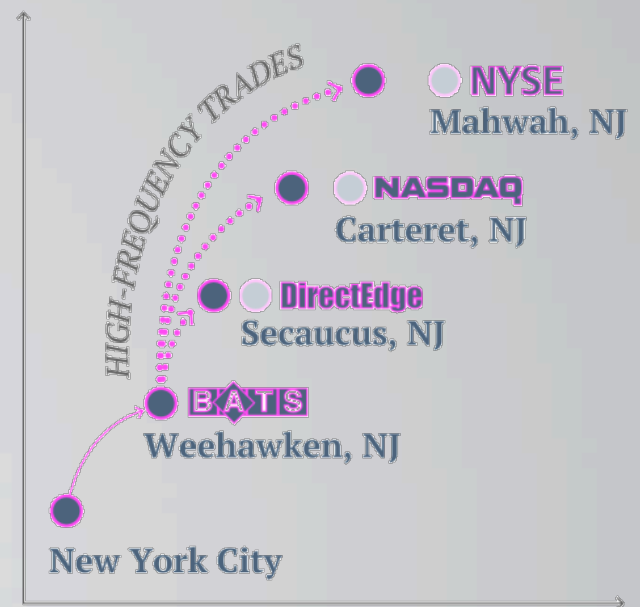 HIGH-FREQUENCY TRADES
NYSE
Mahwah, NJ
NASDAQ
Carteret, NJ
DirectEdge
Secaucus, NJ
BATS
Weehawken, NJ
New York City